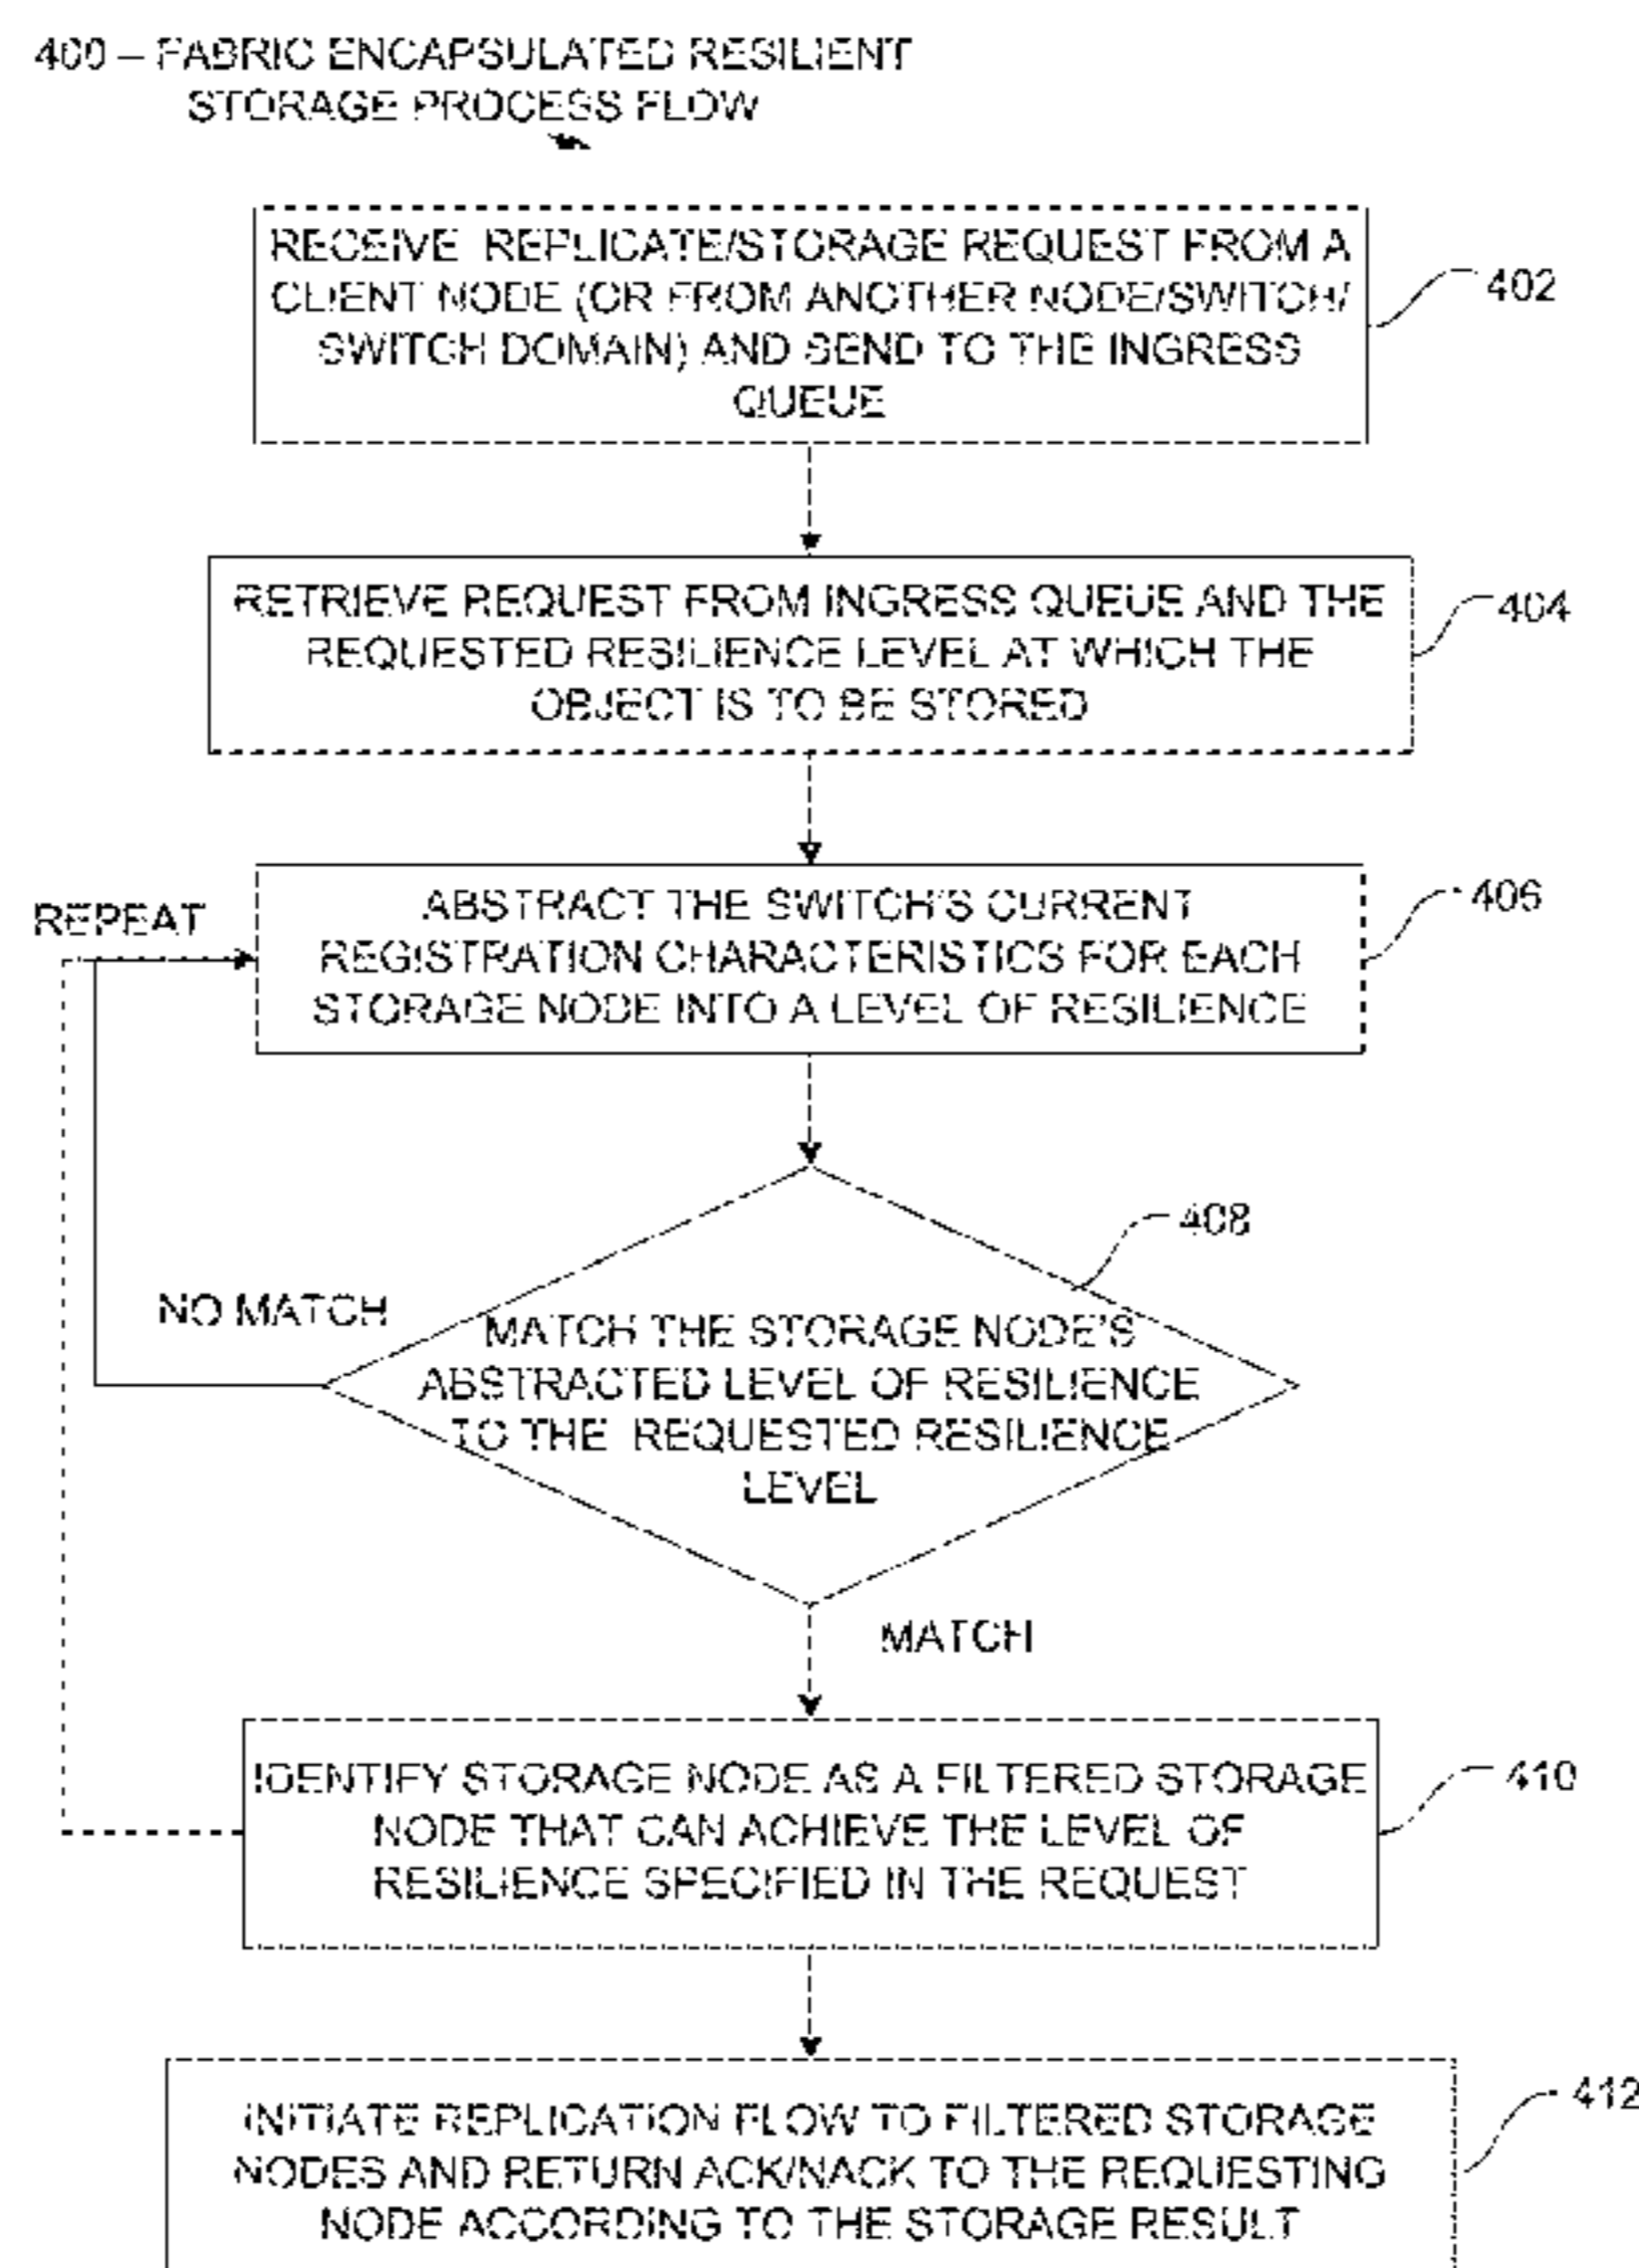 400 – FABRIC ENCAPSULATED RESILIENT
STORAGE PROCESS FLOW
RECEIVE REPLICATE/STORAGE REQUEST FROM A
CLIENT NODE (OR FROM ANOTHER NODE/SWITCH/
SWITCH DOMAIN) AND SEND TO THE INGRESS
QUEUE
402
RETRIEVE REQUEST FROM INGRESS QUEUE AND THE
REQUESTED RESILIENCE LEVEL AT WHICH THE
OBJECT IS TO BE STORED
404
REPEAT
ABSTRACT THE SWITCH'S CURRENT
REGISTRATION CHARACTERISTICS FOR EACH
STORAGE NODE INTO A LEVEL OF RESILIENCE
406
408
NO MATCH
MATCH THE STORAGE NODE'S
ABSTRACTED LEVEL OF RESILIENCE
TO THE REQUESTED RESILIENCE
LEVEL
MATCH
IDENTIFY STORAGE NODE AS A FILTERED STORAGE
NODE THAT CAN ACHIEVE THE LEVEL OF
RESILIENCE SPECIFIED IN THE REQUEST
410
INITIATE REPLICATION FLOW TO FILTERED STORAGE
NODES AND RETURN ACK/NACK TO THE REQUESTING
NODE ACCORDING TO THE STORAGE RESULT
412